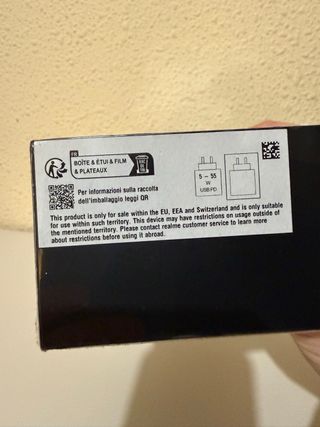 FR
BOÎTE & ÉTUI & FILM
& PLATEAUX
Per informazioni sulla raccolta
dell'imballaggio leggi QR
5 – 55
W
USB PD
This product is only for sale within the EU, EEA and Switzerland and is only suitable
for use within such territory. This device may have restrictions on usage outside of
the mentioned territory. Please contact realme customer service to learn more
about restrictions before using it abroad.